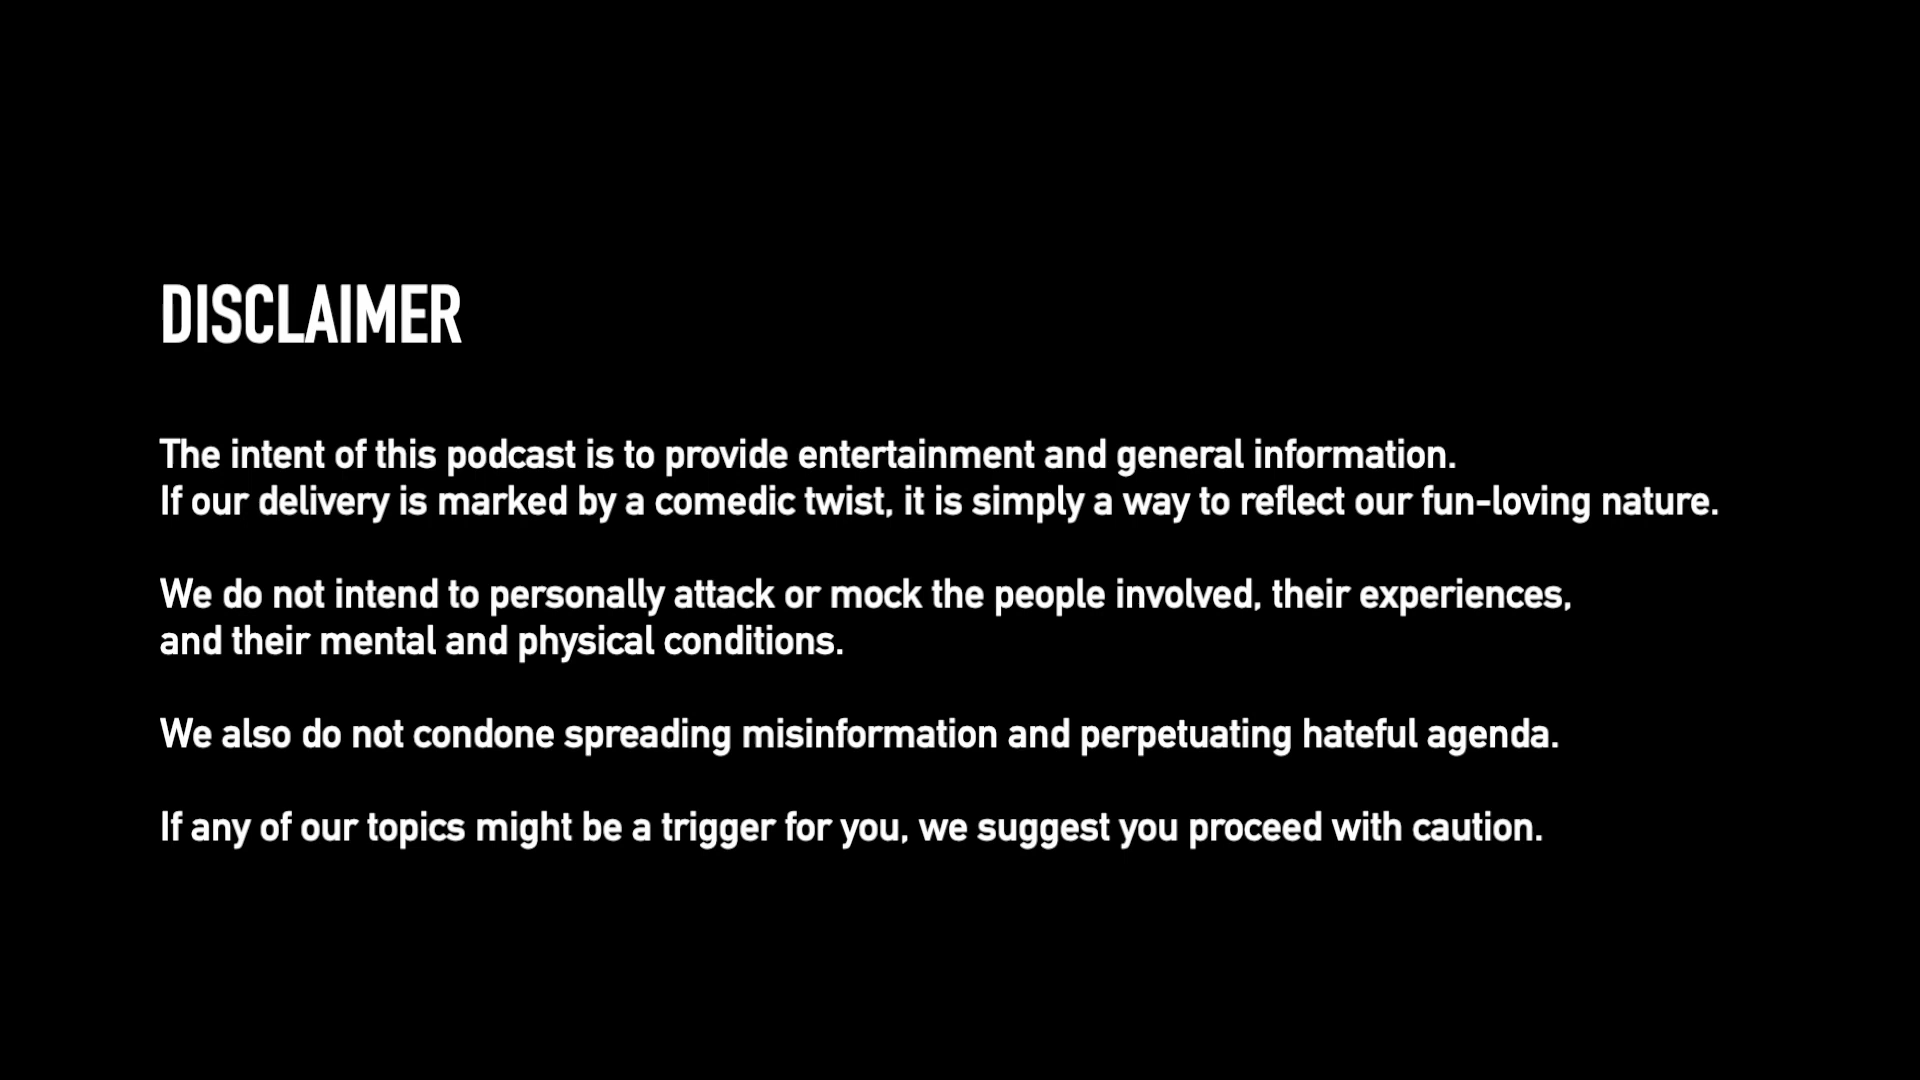 DISCLAIMER
The intent of this podcast is to provide entertainment and general information.
If our delivery is marked by a comedic twist, it is simply a way to reflect our fun-loving nature.
We do not intend to personally attack or mock the people involved, their experiences,
and their mental and physical conditions.
We also do not condone spreading misinformation and perpetuating hateful agenda.
If any of our topics might be a trigger for you, we suggest you proceed with caution.